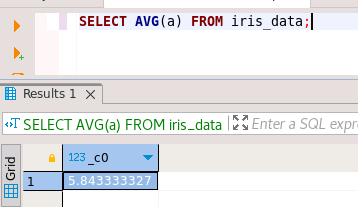 SELECT AVG(a) FROM iris_data;
Results 1
SELECT AVG(a) FROM iris_data
Enter a SQL expr
Grid
123 _c0
1
5.843333327